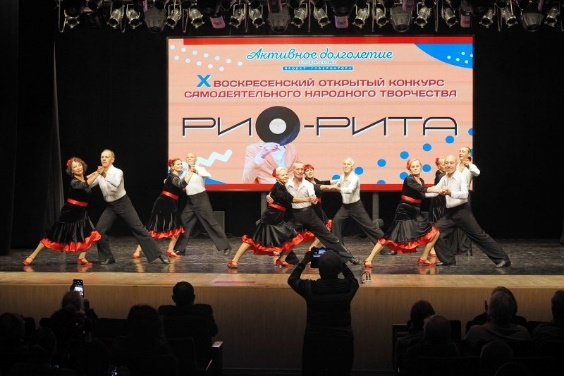 Активное долголетие
X ВОСКРЕСЕНСКИЙ ОТКРЫТЫЙ КОНКУРС
САМОДЕЯТЕЛЬНОГО НАРОДНОГО ТВОРЧЕСТВА
РИО-РИТА